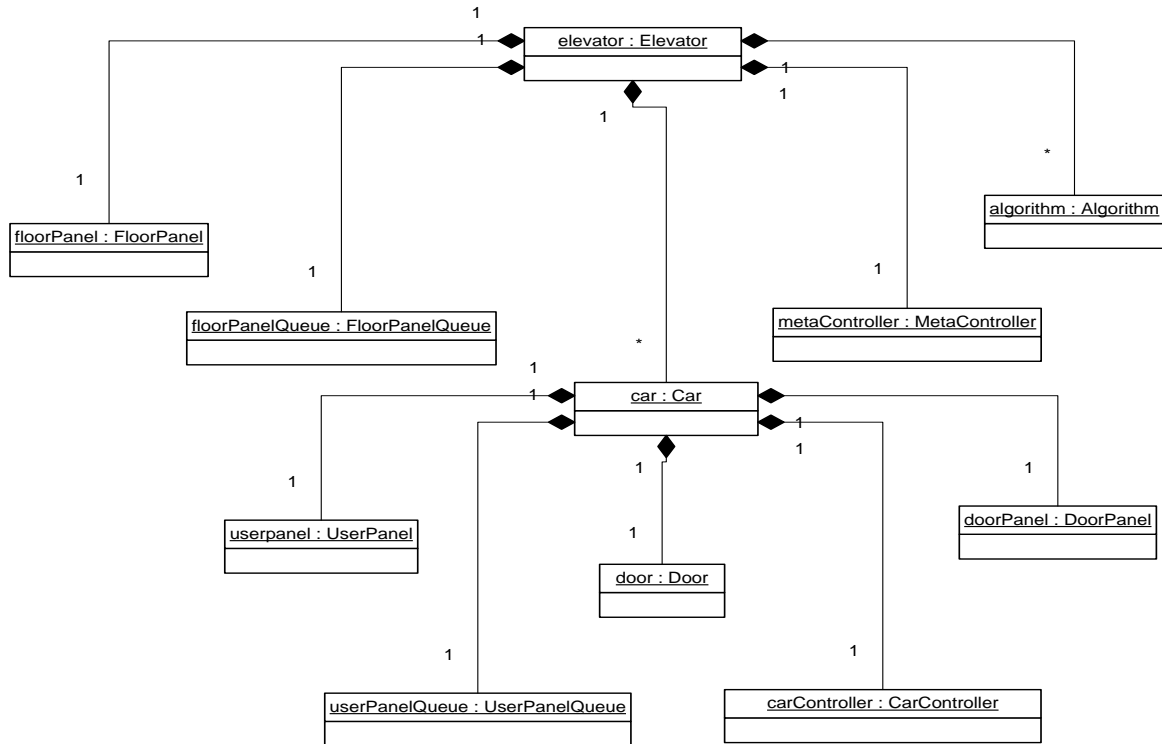 1
elevator : Elevator
1
1
1
1
1
*
algorithm : Algorithm
floorPanel : FloorPanel
1
1
floorPanelQueue : FloorPanelQueue
metaController : MetaController
*
1
car : Car
1
1
1
1
1
1
1
userpanel : UserPanel
doorPanel : DoorPanel
1
door : Door
1
1
userPanelQueue : UserPanelQueue
carController : CarController